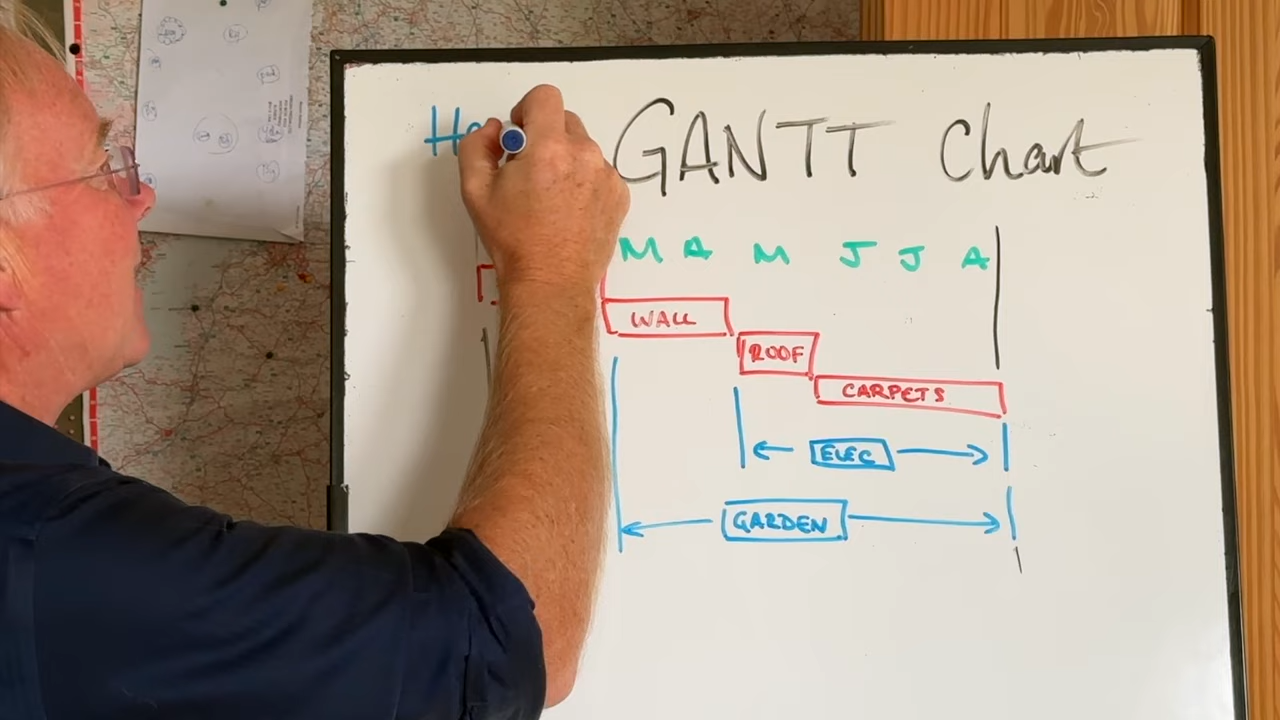 GANTT Chart
M A M J J A
WALL
ROOF
CARPETS
ELEC
GARDEN